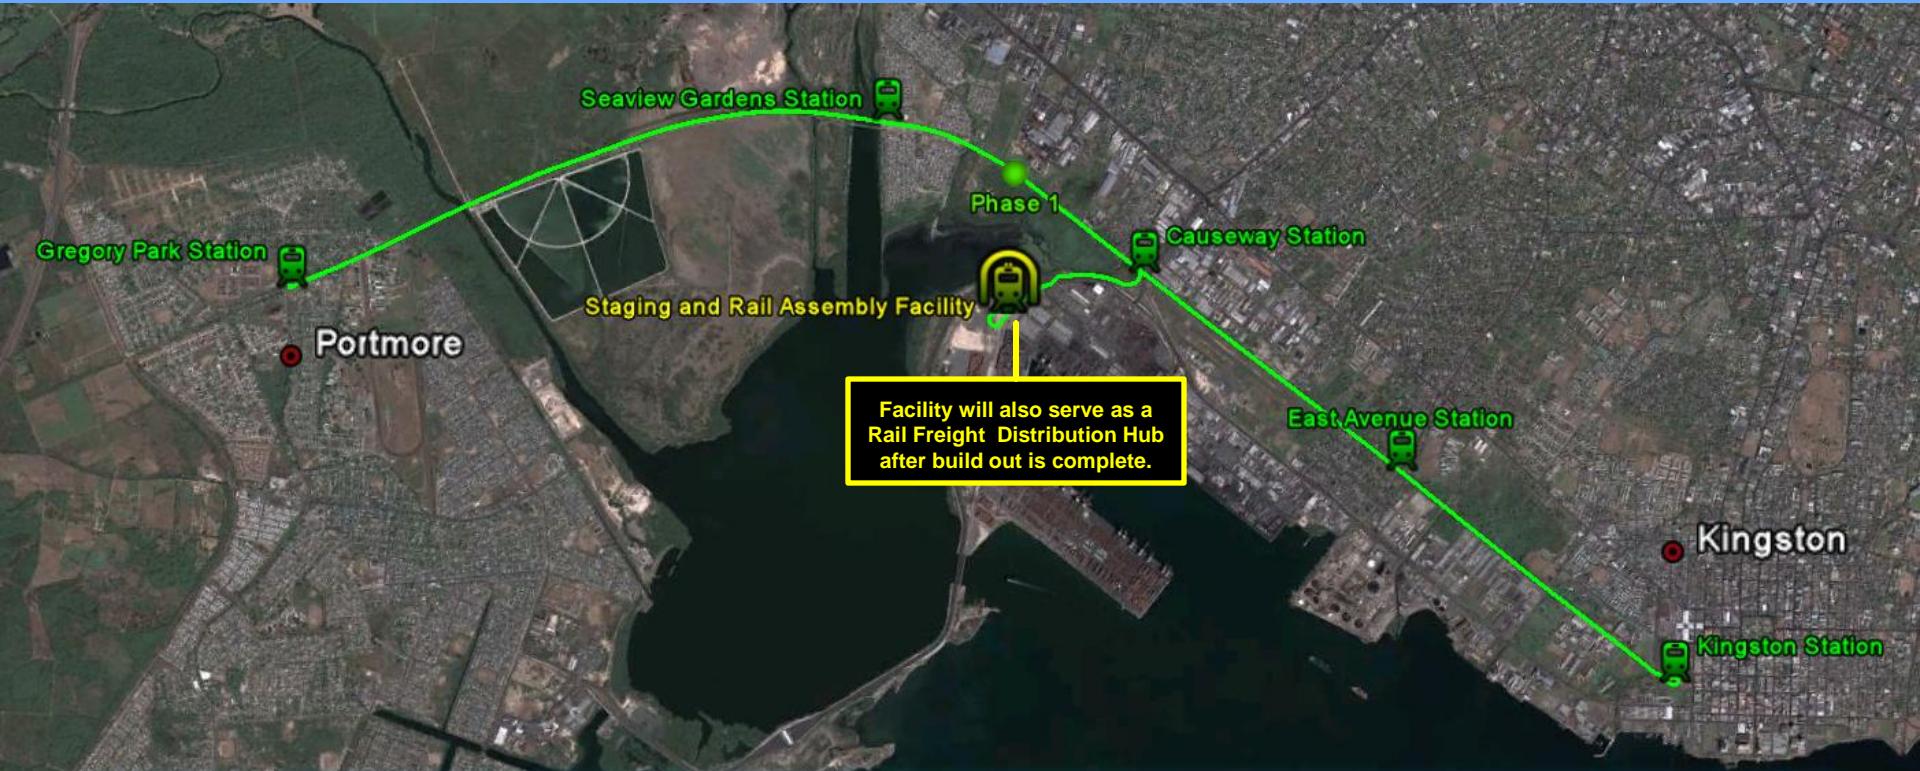 Seaview Gardens Station
Phase 1
Causeway Station
Gregory Park Station
Staging and Rail Assembly Facility
Portmore
Facility will also serve as a
Rail Freight Distribution Hub
after build out is complete.
East Avenue Station
Kingston
Kingston Station